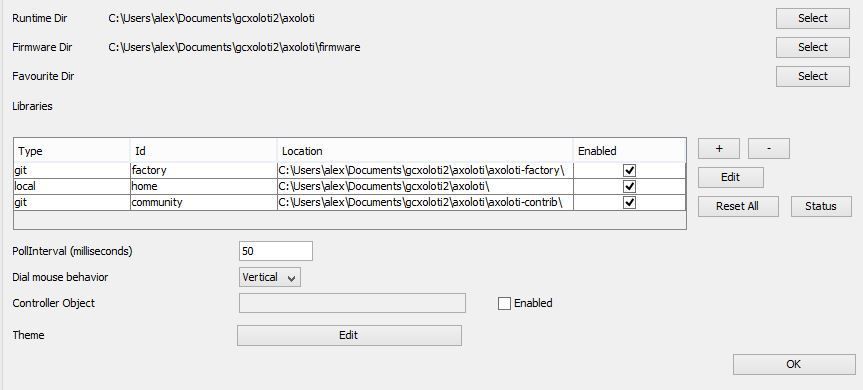 Runtime Dir C:\Users\alex\Documents\gcxoloti2\axoloti Select
Firmware Dir C:\Users\alex\Documents\gcxoloti2\axoloti\firmware Select
Favourite Dir Select
Libraries
Type Id Location Enabled + -
git factory C:\Users\alex\Documents\gcxoloti2\axoloti\axoloti-factory\
Edit
local home C:\Users\alex\Documents\gcxoloti2\axoloti\
git community C:\Users\alex\Documents\gcxoloti2\axoloti\axoloti-contrib\ Reset All Status
PollInterval (milliseconds) 50
Dial mouse behavior Vertical
Controller Object Enabled
Theme Edit
OK